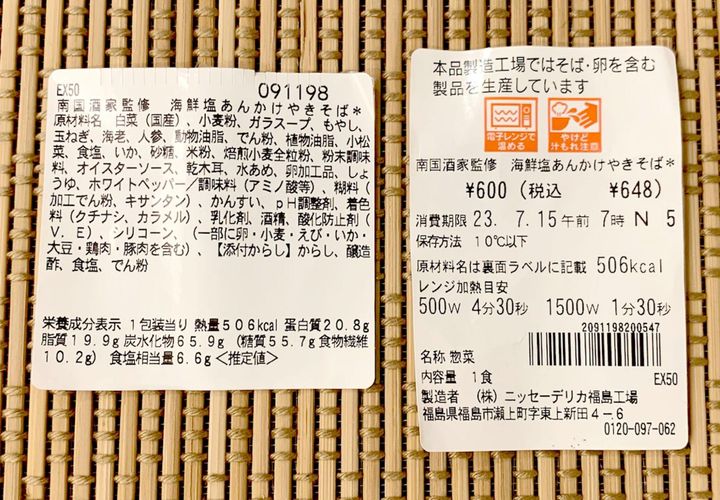 EX50 091198
南国酒家監修 海鮮塩あんかけやきそば＊
原材料名 白菜（国産）、小麦粉、ガラスープ、もやし、
玉ねぎ、海老、人参、動物油脂、でん粉、植物油脂、小松
菜、食塩、いか、砂糖、米粉、焙煎小麦全粒粉、粉末調味
料、オイスターソース、乾木耳、水あめ、卵加工品、しょ
うゆ、ホワイトペッパー／調味料（アミノ酸等）、糊料（
加工でん粉、キサンタン）、かんすい、ｐＨ調整剤、着色
料（クチナシ、カラメル）、乳化剤、酒精、酸化防止剤（
Ｖ．Ｅ）、シリコーン、（一部に卵・小麦・えび・いか・
大豆・鶏肉・豚肉を含む）、【添付からし】からし、醸造
酢、食塩、でん粉
栄養成分表示 １包装当り 熱量５０６kcal 蛋白質２０.８g
脂質１９.９g 炭水化物６５.９g （糖質５５.７g 食物繊維
１０.２g） 食塩相当量６.６g＜推定値＞
本品製造工場ではそば・卵を含む
製品を生産しています
電子レンジで
温める
やけど
汁もれ注意
南国酒家監修 海鮮塩あんかけやきそば＊
¥600（税込 ¥648）
消費期限 23. 7.15 午前 7時 N 5
保存方法 １０℃以下
原材料名は裏面ラベルに記載 506kcal
レンジ加熱目安
500W 4分30秒 1500W 1分30秒
2091198200547
名称 惣菜
内容量 １食 EX50
製造者 （株）ニッセーデリカ福島工場
福島県福島市瀬上町字東上新田４－６
0120-097-062